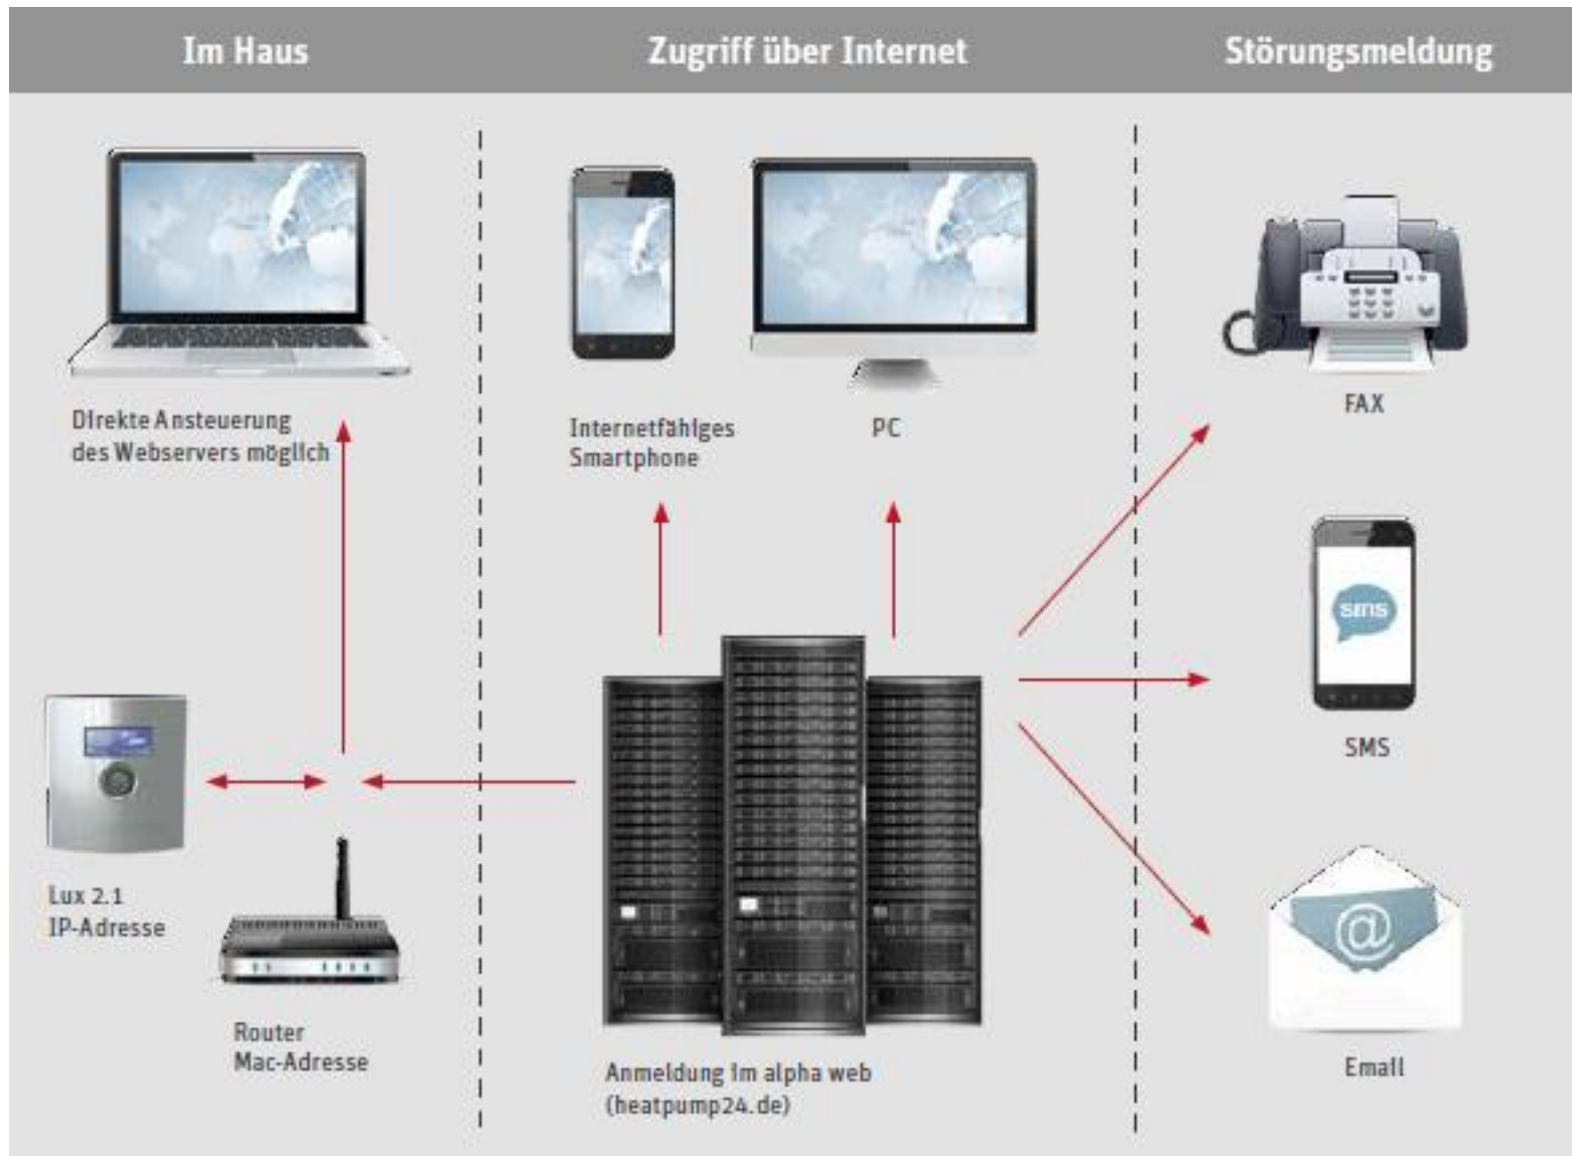 Im Haus
Zugriff über Internet
Störungsmeldung
Direkte Ansteuerung
des Webservers möglich
Internetfähiges
Smartphone
PC
FAX
sms
SMS
Lux 2.1
IP-Adresse
Router
Mac-Adresse
Anmeldung im alpha web
(heatpump24.de)
@
Email